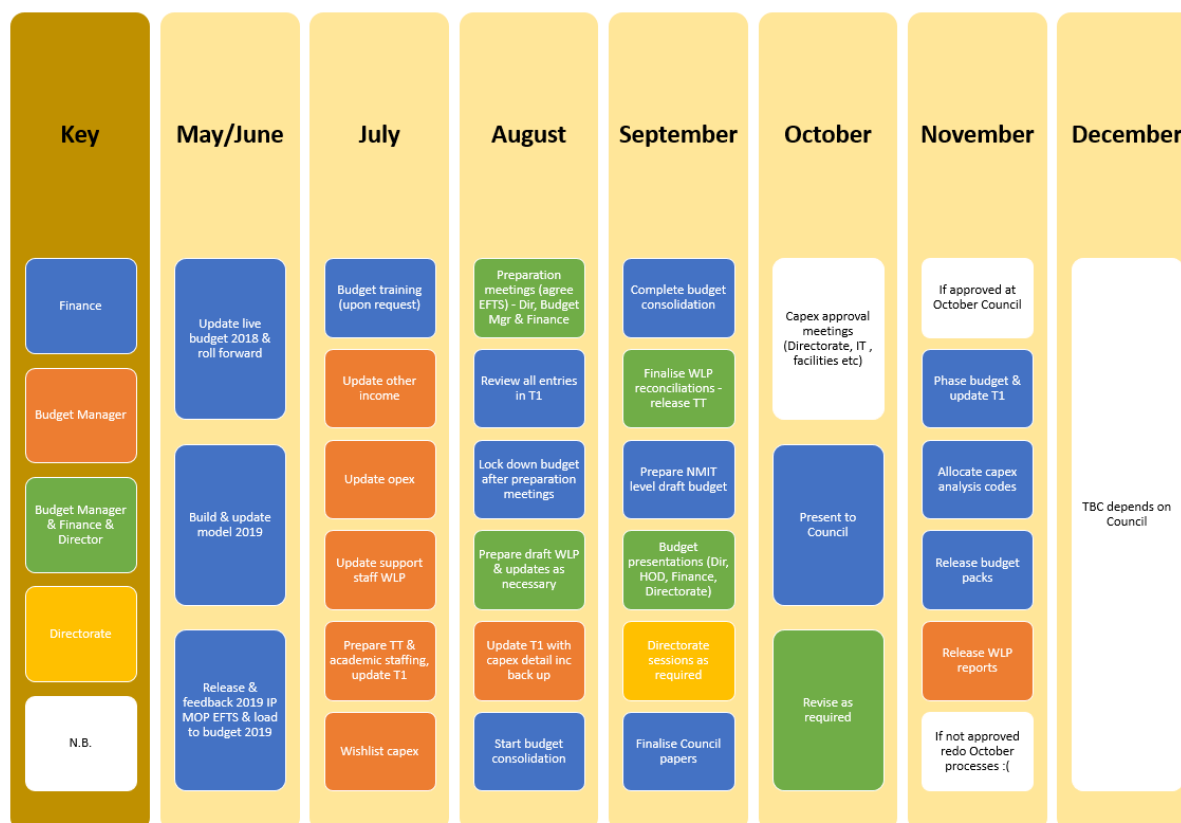 Key
Finance
Budget Manager
Budget Manager
& Finance &
Director
Directorate
N.B.
May/June
Update live
budget 2018 &
roll forward
Build & update
model 2019
Release &
feedback 2019 IP
MOP EFTS & load
to budget 2019
July
Budget training
(upon request)
Update other
income
Update opex
Update support
staff WLP
Prepare TT &
academic staffing,
update T1
Wishlist capex
August
Preparation
meetings (agree
EFTS) - Dir, Budget
Mgr & Finance
Review all entries
in T1
Lock down budget
after preparation
meetings
Prepare draft WLP
& updates as
necessary
Update T1 with
capex detail inc
back up
Start budget
consolidation
September
Complete budget
consolidation
Finalise WLP
reconciliations -
release TT
Prepare NMIT
level draft budget
Budget
presentations (Dir,
HOD, Finance,
Directorate)
Directorate
sessions as
required
Finalise Council
papers
October
Capex approval
meetings
(Directorate, IT ,
facilities etc)
Present to
Council
Revise as
required
November
If approved at
October Council
Phase budget &
update T1
Allocate capex
analysis codes
Release budget
packs
Release WLP
reports
If not approved
redo October
processes :(
December
TBC depends on
Council